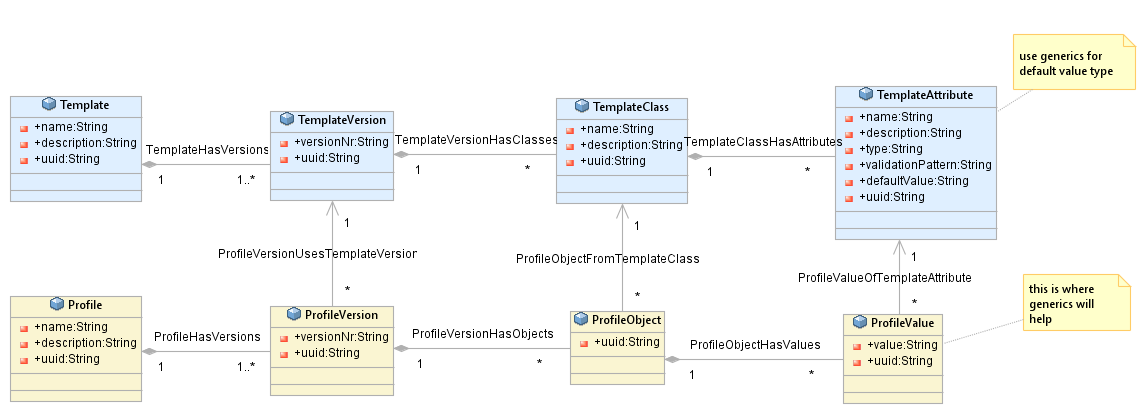 use generics for
default value type
Template
+name:String
+description:String
+uuid:String
TemplateHasVersions
1
1..*
TemplateVersion
+versionNr:String
+uuid:String
TemplateVersionHasClasses
1
*
TemplateClass
+name:String
+description:String
+uuid:String
TemplateClassHasAttributes
1
*
TemplateAttribute
+name:String
+description:String
+type:String
+validationPattern:String
+defaultValue:String
+uuid:String
1
ProfileVersionUsesTemplateVersion
*
1
ProfileObjectFromTemplateClass
*
1
ProfileValueOfTemplateAttribute
*
this is where
generics will
help
Profile
+name:String
+description:String
+uuid:String
ProfileHasVersions
1
1..*
ProfileVersion
+versionNr:String
+uuid:String
ProfileVersionHasObjects
1
*
ProfileObject
+uuid:String
ProfileObjectHasValues
1
*
ProfileValue
+value:String
+uuid:String